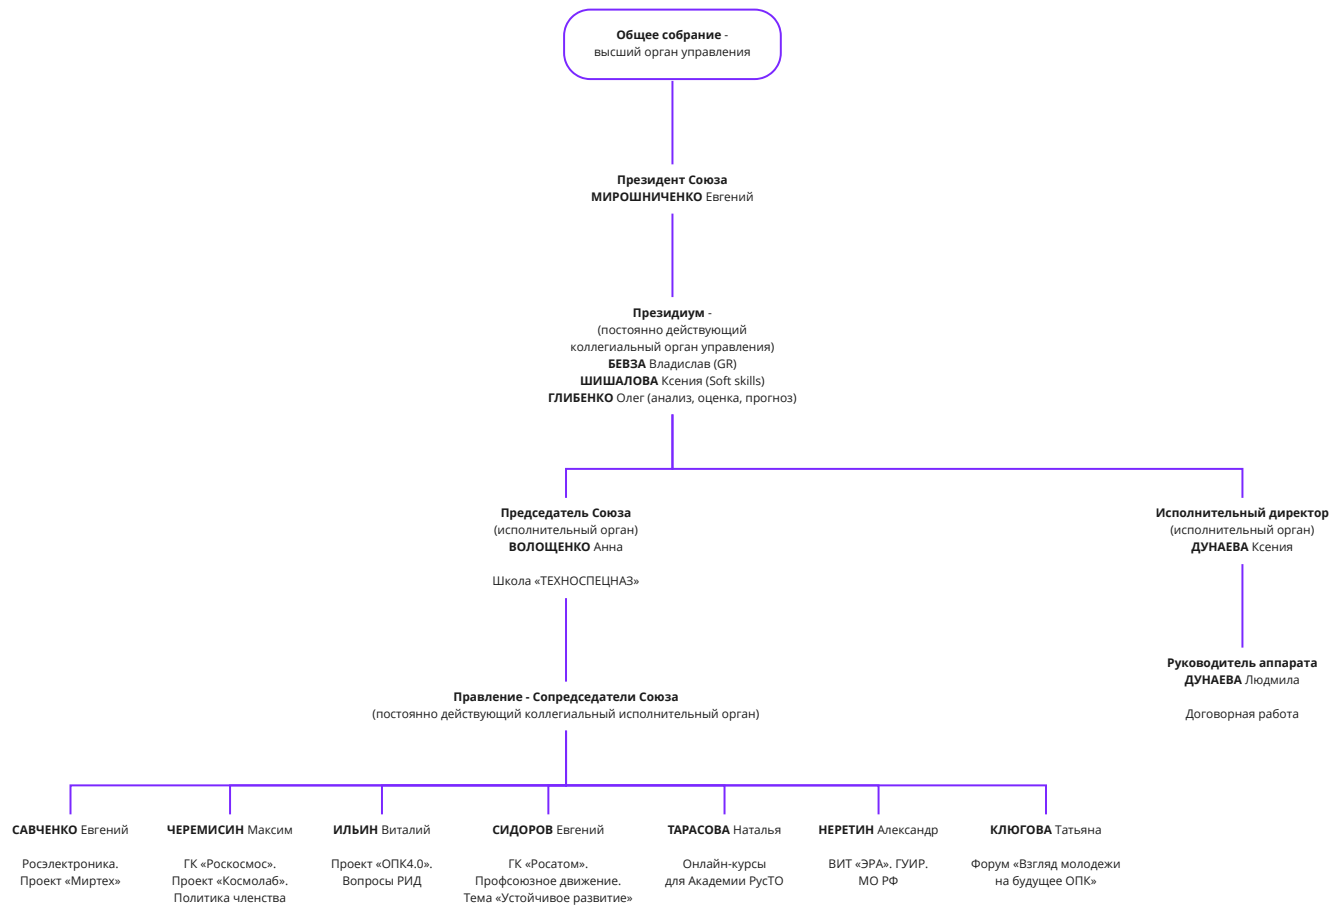 Общее собрание -
высший орган управления
Президент Союза
МИРОШНИЧЕНКО Евгений
Президиум -
(постоянно действующий
коллегиальный орган управления)
БЕВЗА Владислав (GR)
ШИШАЛОВА Ксения (Soft skills)
ГЛИБЕНКО Олег (анализ, оценка, прогноз)
Председатель Союза
(исполнительный орган)
ВОЛОЩЕНКО Анна
Школа «ТЕХНОСПЕЦНАЗ»
Исполнительный директор
(исполнительный орган)
ДУНАЕВА Ксения
Руководитель аппарата
ДУНАЕВА Людмила
Договорная работа
Правление - Сопредседатели Союза
(постоянно действующий коллегиальный исполнительный орган)
САВЧЕНКО Евгений
Росэлектроника.
Проект «Миртех»
ЧЕРЕМИСИН Максим
ГК «Роскосмос».
Проект «Космолаб».
Политика членства
ИЛЬИН Виталий
Проект «ОПК4.0».
Вопросы РИД
СИДОРОВ Евгений
ГК «Росатом».
Профсоюзное движение.
Тема «Устойчивое развитие»
ТАРАСОВА Наталья
Онлайн-курсы
для Академии РусТО
НЕРЕТИН Александр
ВИТ «ЭРА». ГУИР.
МО РФ
КЛЮГОВА Татьяна
Форум «Взгляд молодежи
на будущее ОПК»